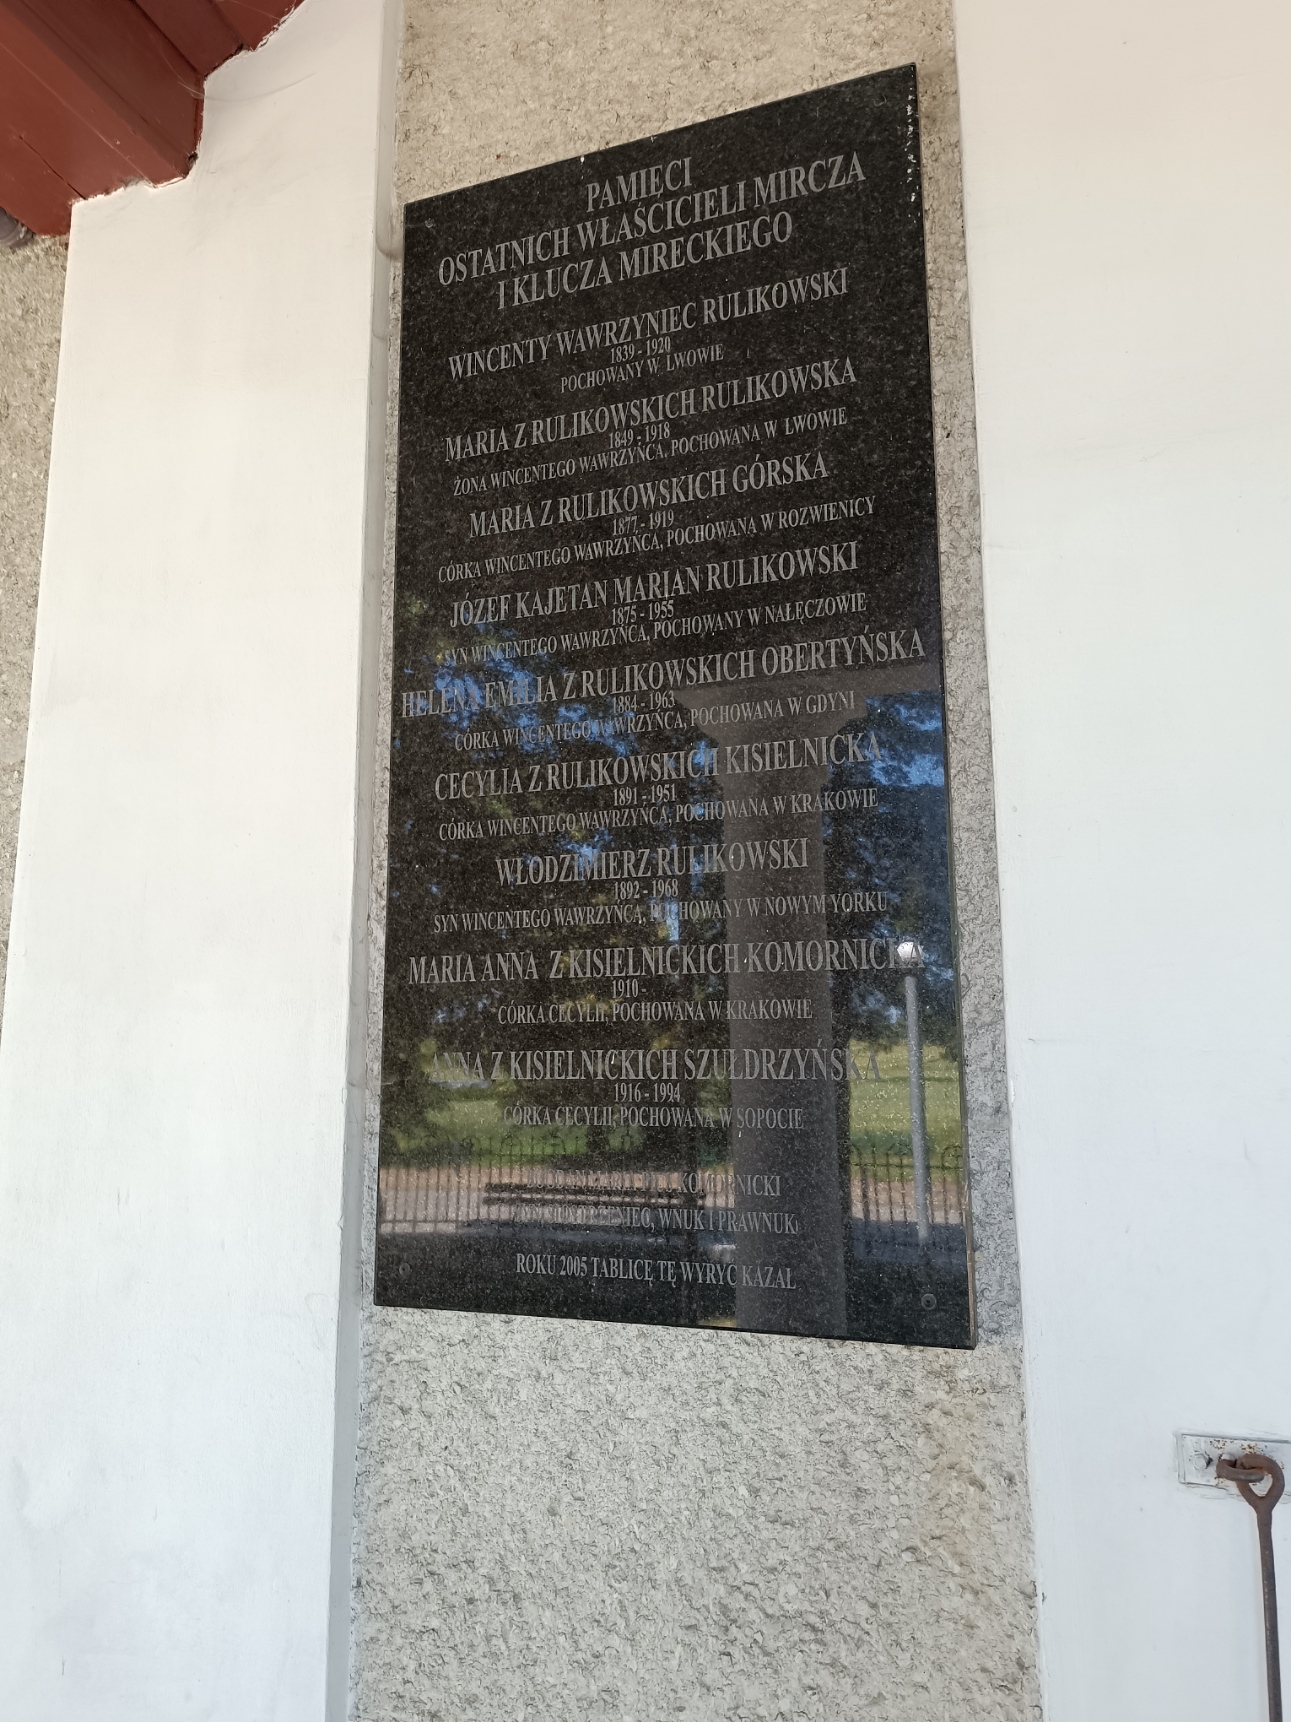 PAMIĘCI
OSTATNICH WŁAŚCICIELI MIRCZA
I KLUCZA MIRECKIEGO
WINCENTY WAWRZYNIEC RULIKOWSKI
1839 - 1920
POCHOWANY W LWOWIE
MARIA Z RULIKOWSKICH RULIKOWSKA
1849 - 1918
ŻONA WINCENTEGO WAWRZYŃCA, POCHOWANA W LWOWIE
MARIA Z RULIKOWSKICH GÓRSKA
1877 - 1919
CÓRKA WINCENTEGO WAWRZYŃCA, POCHOWANA W ROZWIENICY
JÓZEF KAJETAN MARIAN RULIKOWSKI
1875 - 1955
SYN WINCENTEGO WAWRZYŃCA, POCHOWANY W NAŁĘCZOWIE
HELENA EMILIA Z RULIKOWSKICH OBERTYŃSKA
1884 - 1963
CÓRKA WINCENTEGO WAWRZYŃCA, POCHOWANA W GDYNI
CECYLIA Z RULIKOWSKICH KISIELNICKA
1891 - 1951
CÓRKA WINCENTEGO WAWRZYŃCA, POCHOWANA W KRAKOWIE
WŁODZIMIERZ RULIKOWSKI
1892 - 1968
SYN WINCENTEGO WAWRZYŃCA, POCHOWANY W NOWYM YORKU
MARIA ANNA Z KISIELNICKICH KOMORNICKA
1910 -
CÓRKA CECYLII, POCHOWANA W KRAKOWIE
ANNA Z KISIELNICKICH SZUŁDRZYŃSKA
1916 - 1994
CÓRKA CECYLII, POCHOWANA W SOPOCIE
KOMORNICKI
WNUK I PRAWNUK
ROKU 2005 TABLICĘ TĘ WYRYĆ KAZAŁ